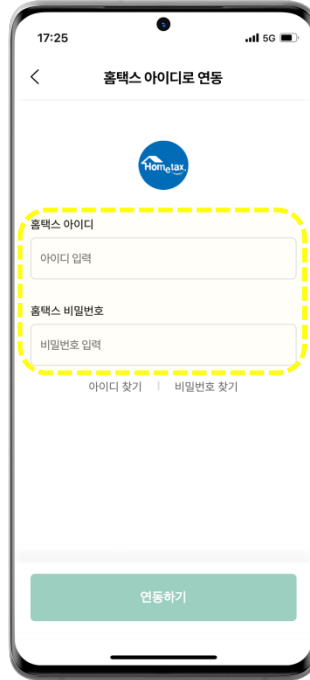 17:25
5G
홈택스 아이디로 연동
Hometax.
홈택스 아이디
아이디 입력
홈택스 비밀번호
비밀번호 입력
아이디 찾기 | 비밀번호 찾기
연동하기